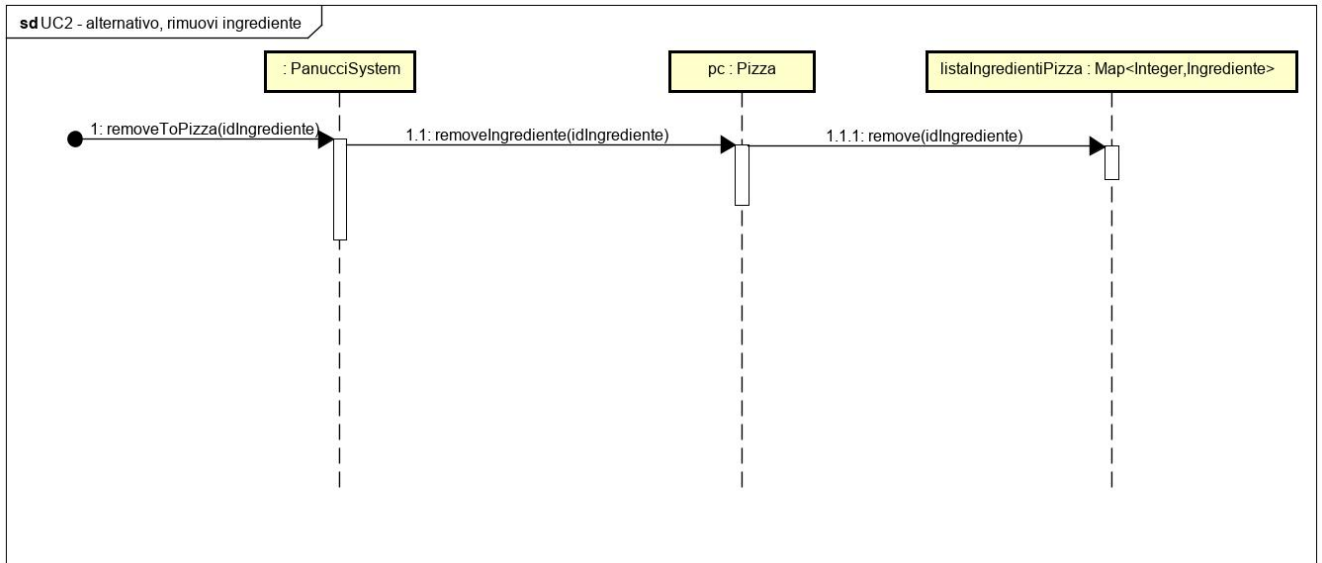 sd UC2 - alternativo, rimuovi ingrediente
: PanucciSystem
pc : Pizza
listaIngredientiPizza : Map<Integer,Ingrediente>
1: removeToPizza(idIngrediente)
1.1: removeIngrediente(idIngrediente)
1.1.1: remove(idIngrediente)